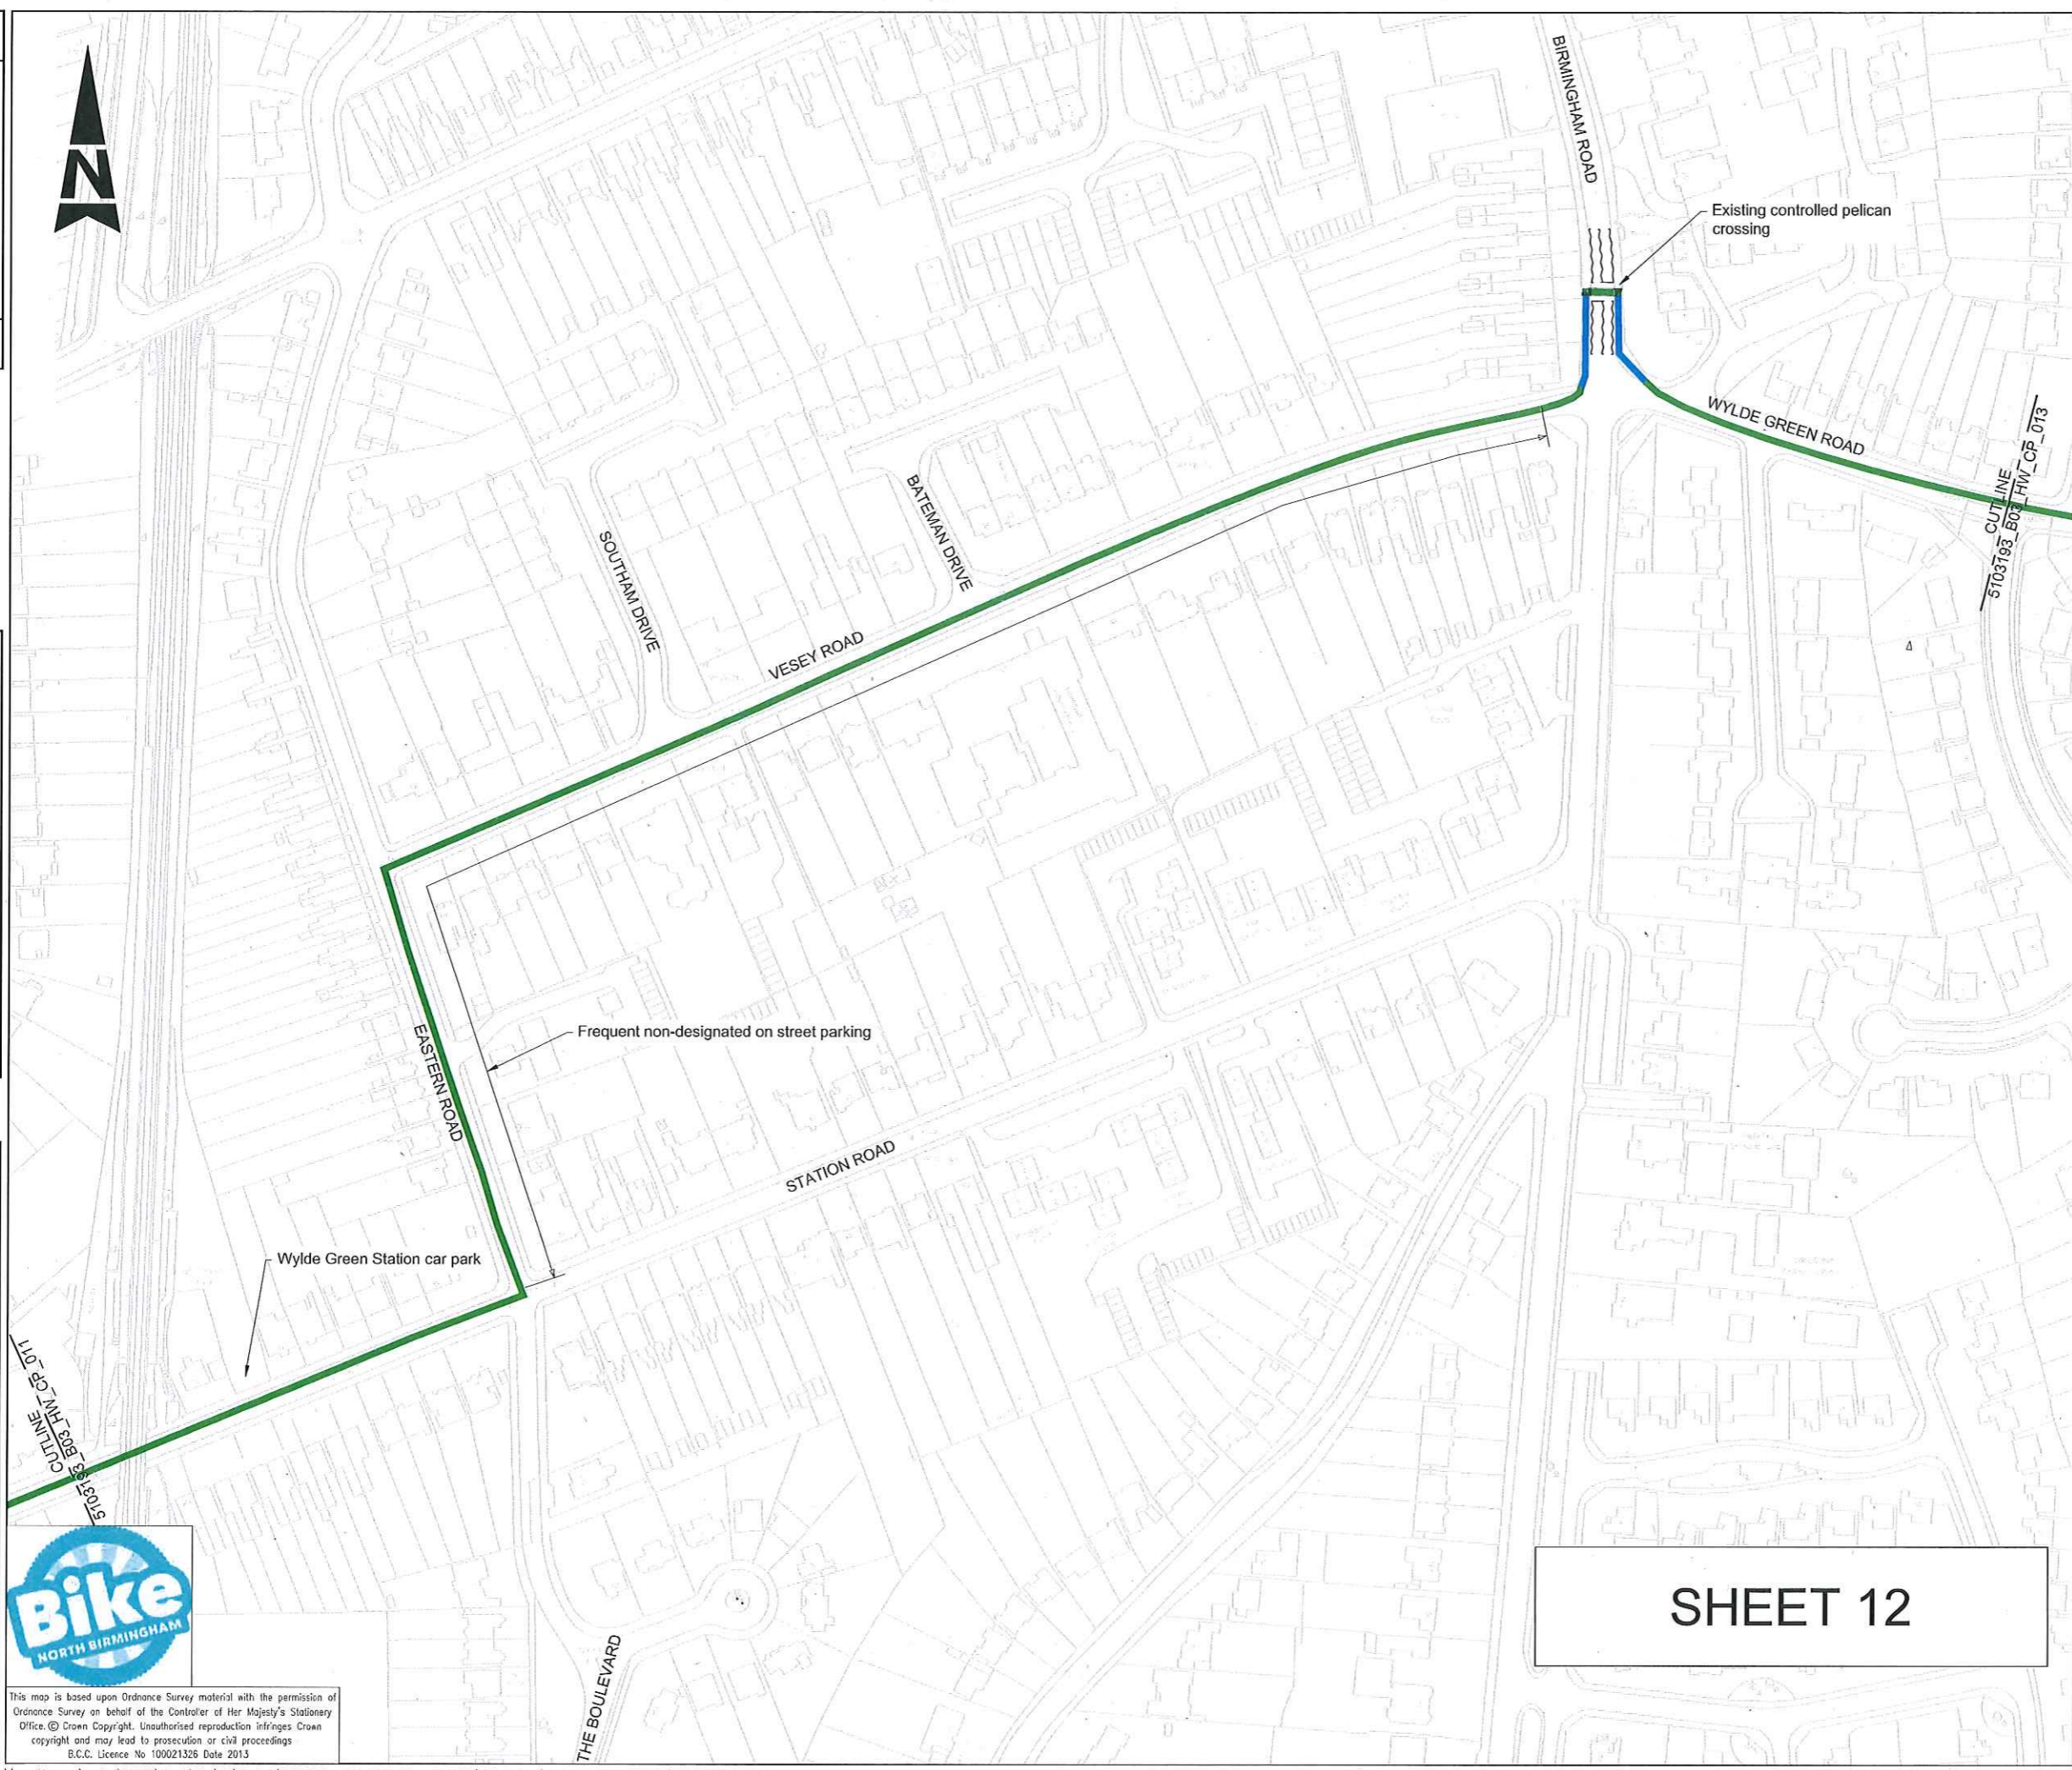 N
BIRMINGHAM ROAD
Existing controlled pelican
crossing
WYLDE GREEN ROAD
CUTLINE
5103193_B03_HW_CP_013
BATEMAN DRIVE
SOUTHAM DRIVE
VESEY ROAD
EASTERN ROAD
Frequent non-designated on street parking
STATION ROAD
Wylde Green Station car park
CUTLINE
5103193_B03_HW_CP_011
Bike
NORTH BIRMINGHAM
THE BOULEVARD
SHEET 12
This map is based upon Ordnance Survey material with the permission of
Ordnance Survey on behalf of the Controller of Her Majesty's Stationery
Office. © Crown Copyright. Unauthorised reproduction infringes Crown
copyright and may lead to prosecution or civil proceedings
B.C.C. Licence No 100021326 Date 2013